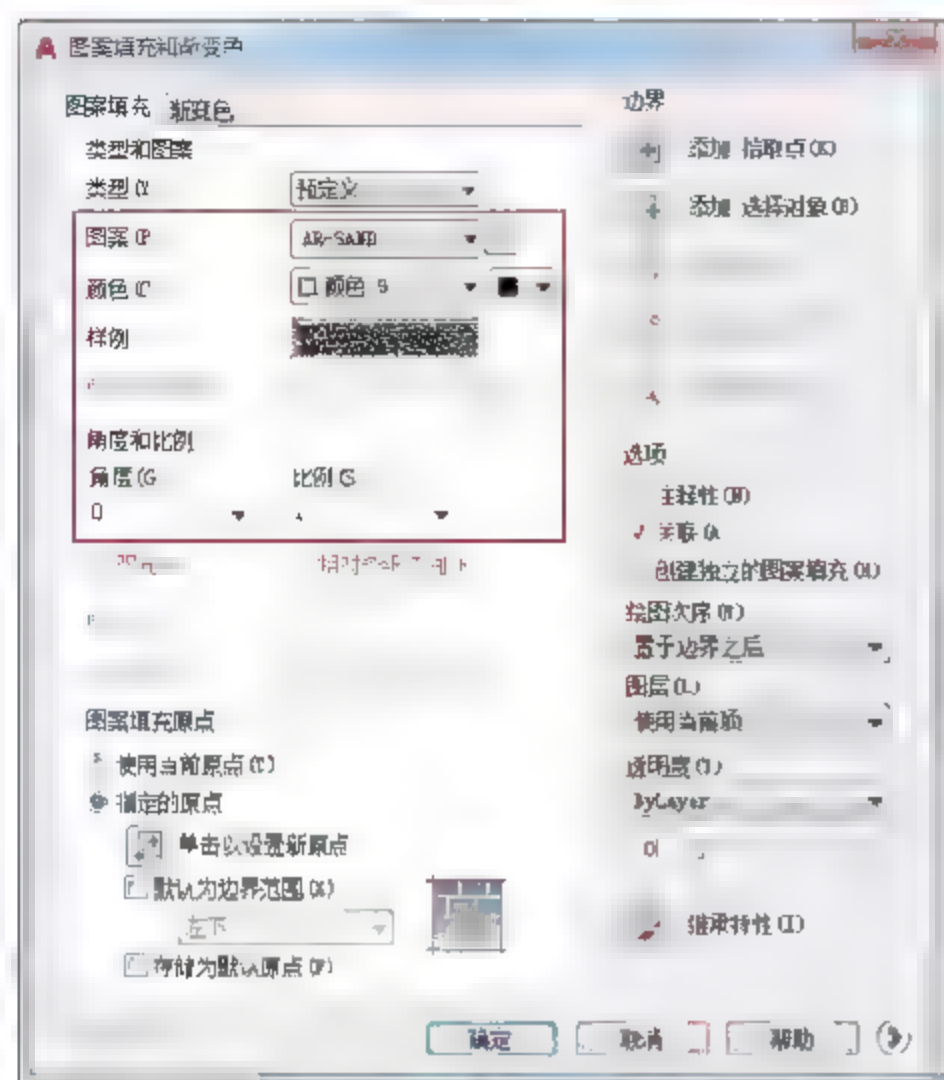 图案填充和渐变色
图案填充 渐变色
类型和图案
类型(Y
预定义
图案(P
AR-SAND
颜色(C
颜色
样例
角度和比例
角度(G
比例(S
0
图案填充原点
使用当前原点(T)
指定的原点
单击以设置新原点
默认为边界范围(X)
左下
存储为默认原点(F)
边界
添加 拾取点(K)
添加 选择对象(B)
选项
注释性(N)
关联(A
创建独立的图案填充(H)
绘图次序(W)
置于边界之后
图层(L)
使用当前项
透明度(T)
ByLayer
0
继承特性(I)
确定
取消
帮助